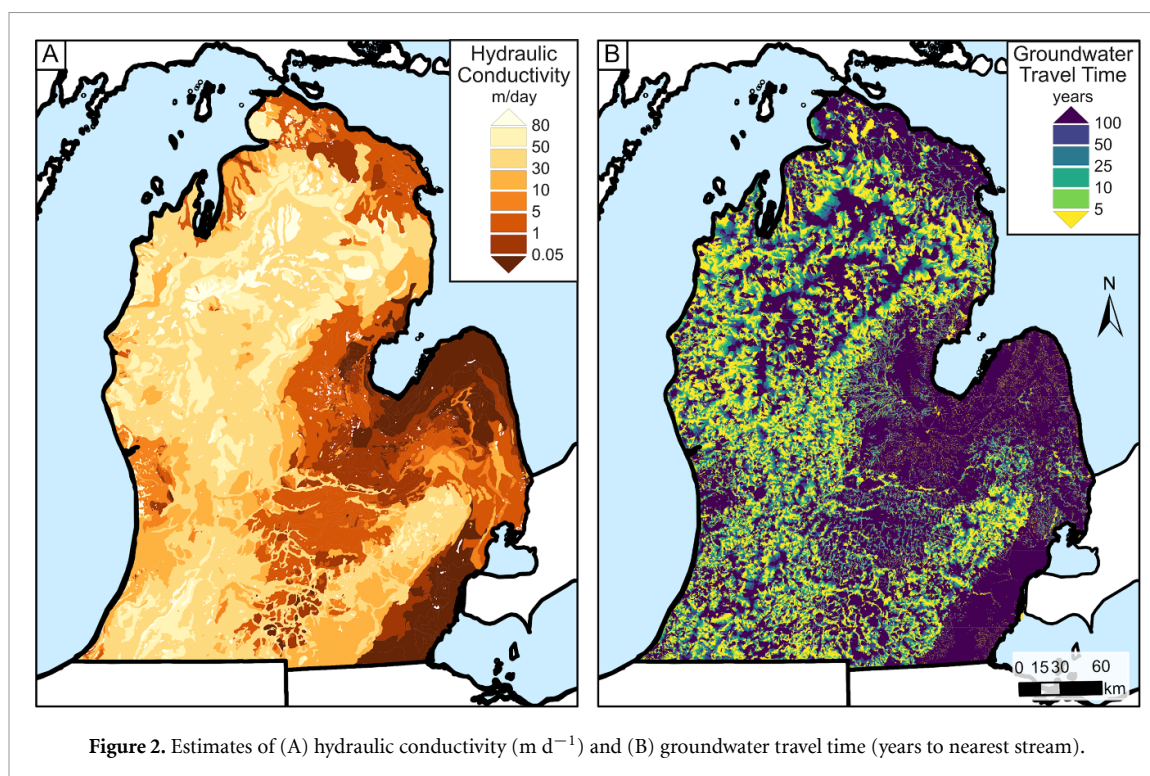 A
Hydraulic
Conductivity
m/day
80
50
30
10
5
1
0.05
B
Groundwater
Travel Time
years
100
50
25
10
5
N
0 15 30 60
km
Figure 2. Estimates of (A) hydraulic conductivity (m d−1) and (B) groundwater travel time (years to nearest stream).